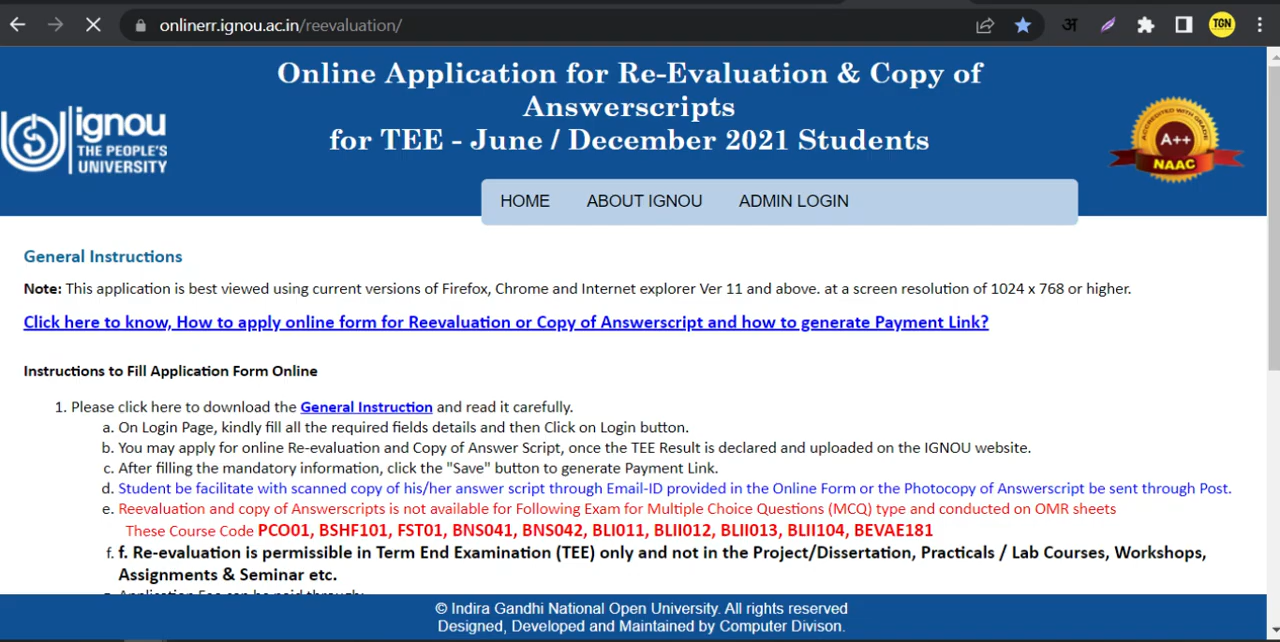 onlinerr.ignou.ac.in/reevaluation/
अ
TGN
Online Application for Re-Evaluation & Copy of
Answerscripts
for TEE - June / December 2021 Students
ignou
THE PEOPLE'S
UNIVERSITY
ACCREDITED WITH GRADE
A++
NAAC
HOME ABOUT IGNOU ADMIN LOGIN
General Instructions
Note: This application is best viewed using current versions of Firefox, Chrome and Internet explorer Ver 11 and above. at a screen resolution of 1024 x 768 or higher.
Click here to know, How to apply online form for Reevaluation or Copy of Answerscript and how to generate Payment Link?
Instructions to Fill Application Form Online
1. Please click here to download the General Instruction and read it carefully.
a. On Login Page, kindly fill all the required fields details and then Click on Login button.
b. You may apply for online Re-evaluation and Copy of Answer Script, once the TEE Result is declared and uploaded on the IGNOU website.
c. After filling the mandatory information, click the "Save" button to generate Payment Link.
d. Student be facilitate with scanned copy of his/her answer script through Email-ID provided in the Online Form or the Photocopy of Answerscript be sent through Post.
e. Reevaluation and copy of Answerscripts is not available for Following Exam for Multiple Choice Questions (MCQ) type and conducted on OMR sheets
These Course Code PCO01, BSHF101, FST01, BNS041, BNS042, BLI011, BLII012, BLII013, BLII104, BEVAE181
f. f. Re-evaluation is permissible in Term End Examination (TEE) only and not in the Project/Dissertation, Practicals / Lab Courses, Workshops,
Assignments & Seminar etc.
g. Application Fee can be paid through:
© Indira Gandhi National Open University. All rights reserved
Designed, Developed and Maintained by Computer Divison.